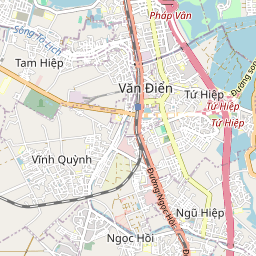 Pháp Vân
Sông Tô Lịch
Tam Hiệp
Văn Điển
Tứ Hiệp
Tứ Hiệp
Tứ Hiệp
Vĩnh Quỳnh
Đường Ngọc Hồi
Ngũ Hiệp
Ngọc Hồi